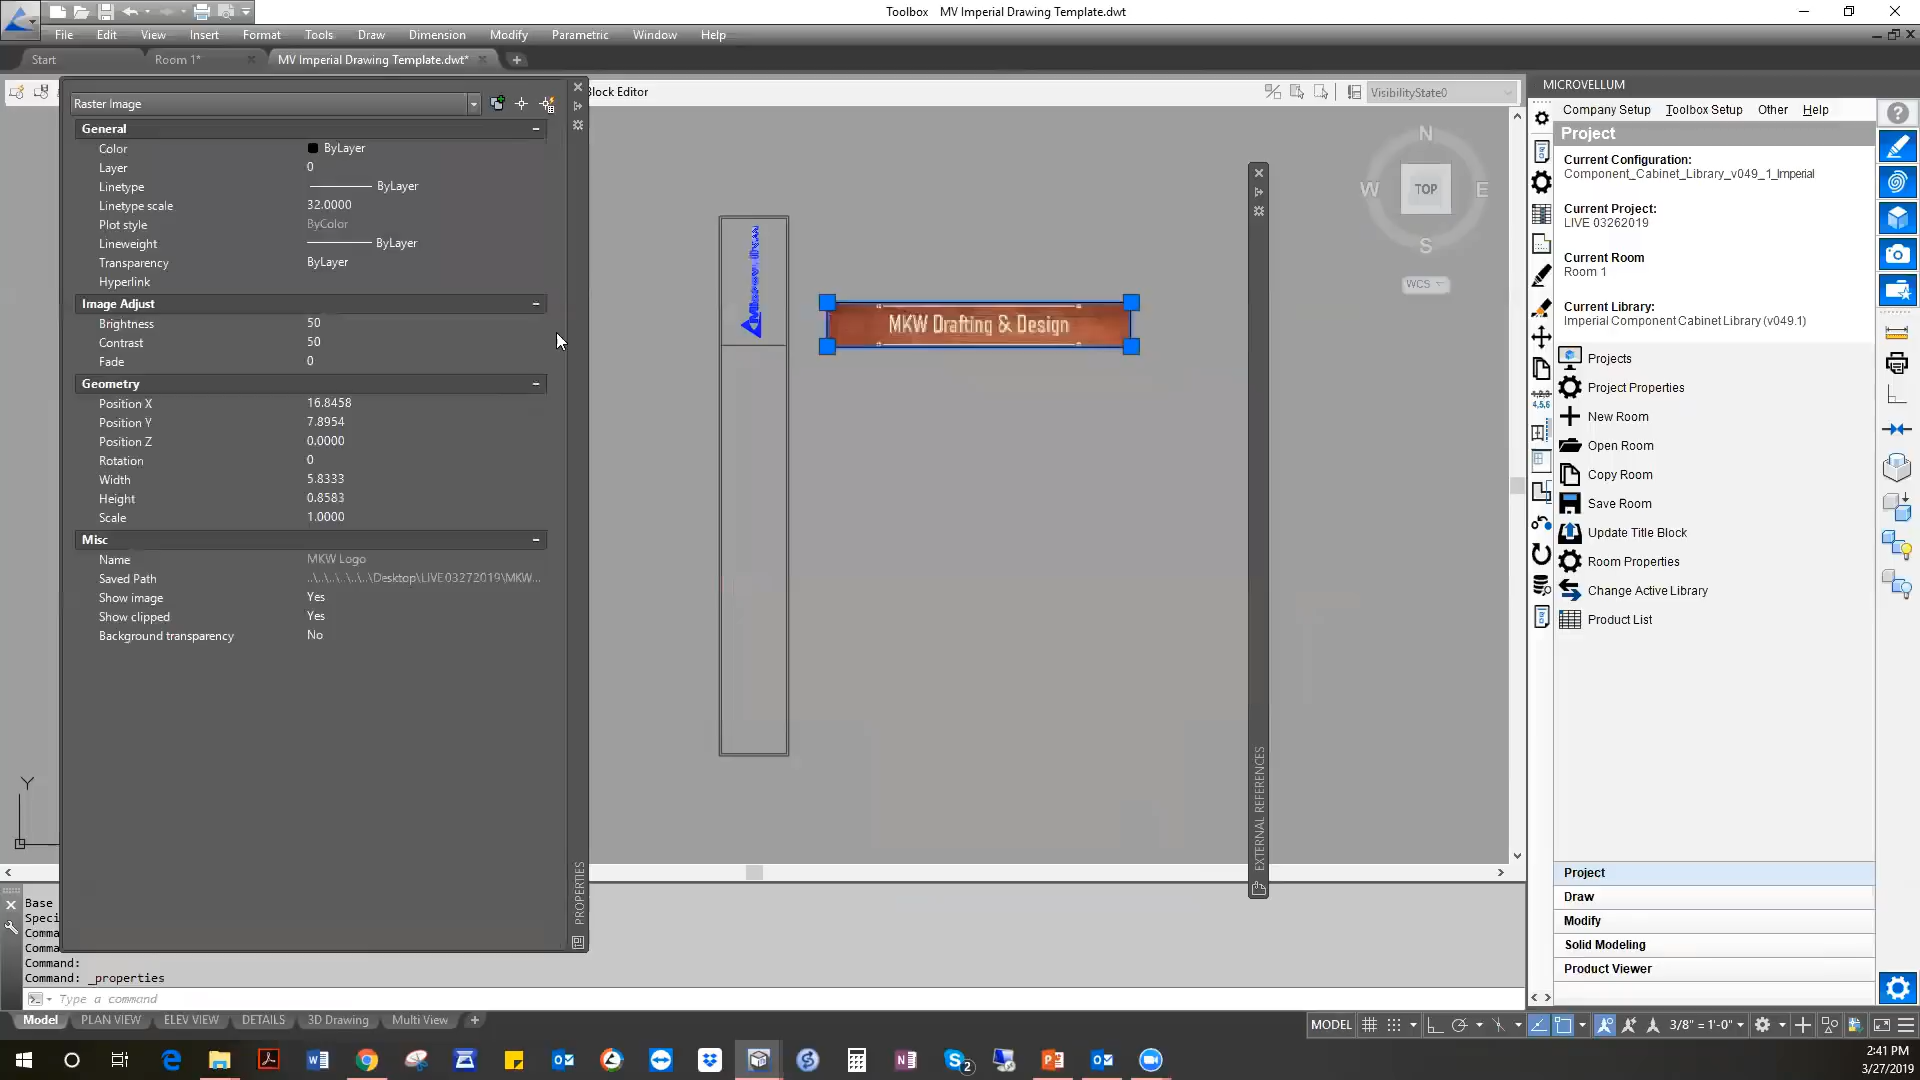 Toolbox MV Imperial Drawing Template.dwt
File Edit View Insert Format Tools Draw Dimension Modify Parametric Window Help
Start Room 1* MV Imperial Drawing Template.dwt*
Block Editor
VisibilityState0
Raster Image
General
Color ByLayer
Layer 0
Linetype ByLayer
Linetype scale 32.0000
Plot style ByColor
Lineweight ByLayer
Transparency ByLayer
Hyperlink
Image Adjust
Brightness 50
Contrast 50
Fade 0
Geometry
Position X 16.8458
Position Y 7.8954
Position Z 0.0000
Rotation 0
Width 5.8333
Height 0.8583
Scale 1.0000
Misc
Name MKW Logo
Saved Path ..\..\..\..\..\..\Desktop\LIVE 03272019\MKW...
Show image Yes
Show clipped Yes
Background transparency No
PROPERTIES
Microvellum
MKW Drafting & Design
EXTERNAL REFERENCES
N
W TOP E
S
WCS
Y
MICROVELLUM
Company Setup Toolbox Setup Other Help
Project
Current Configuration:
Component_Cabinet_Library_v049_1_Imperial
Current Project:
LIVE 03262019
Current Room
Room 1
Current Library:
Imperial Component Cabinet Library (v049.1)
Projects
Project Properties
New Room
Open Room
Copy Room
Save Room
Update Title Block
Room Properties
Change Active Library
Product List
Project
Draw
Modify
Solid Modeling
Product Viewer
Base
Speci
Comma
Comma
Command:
Command: _properties
Type a command
Model PLAN VIEW ELEV VIEW DETAILS 3D Drawing Multi View
MODEL 3/8" = 1'-0"
2:41 PM
3/27/2019